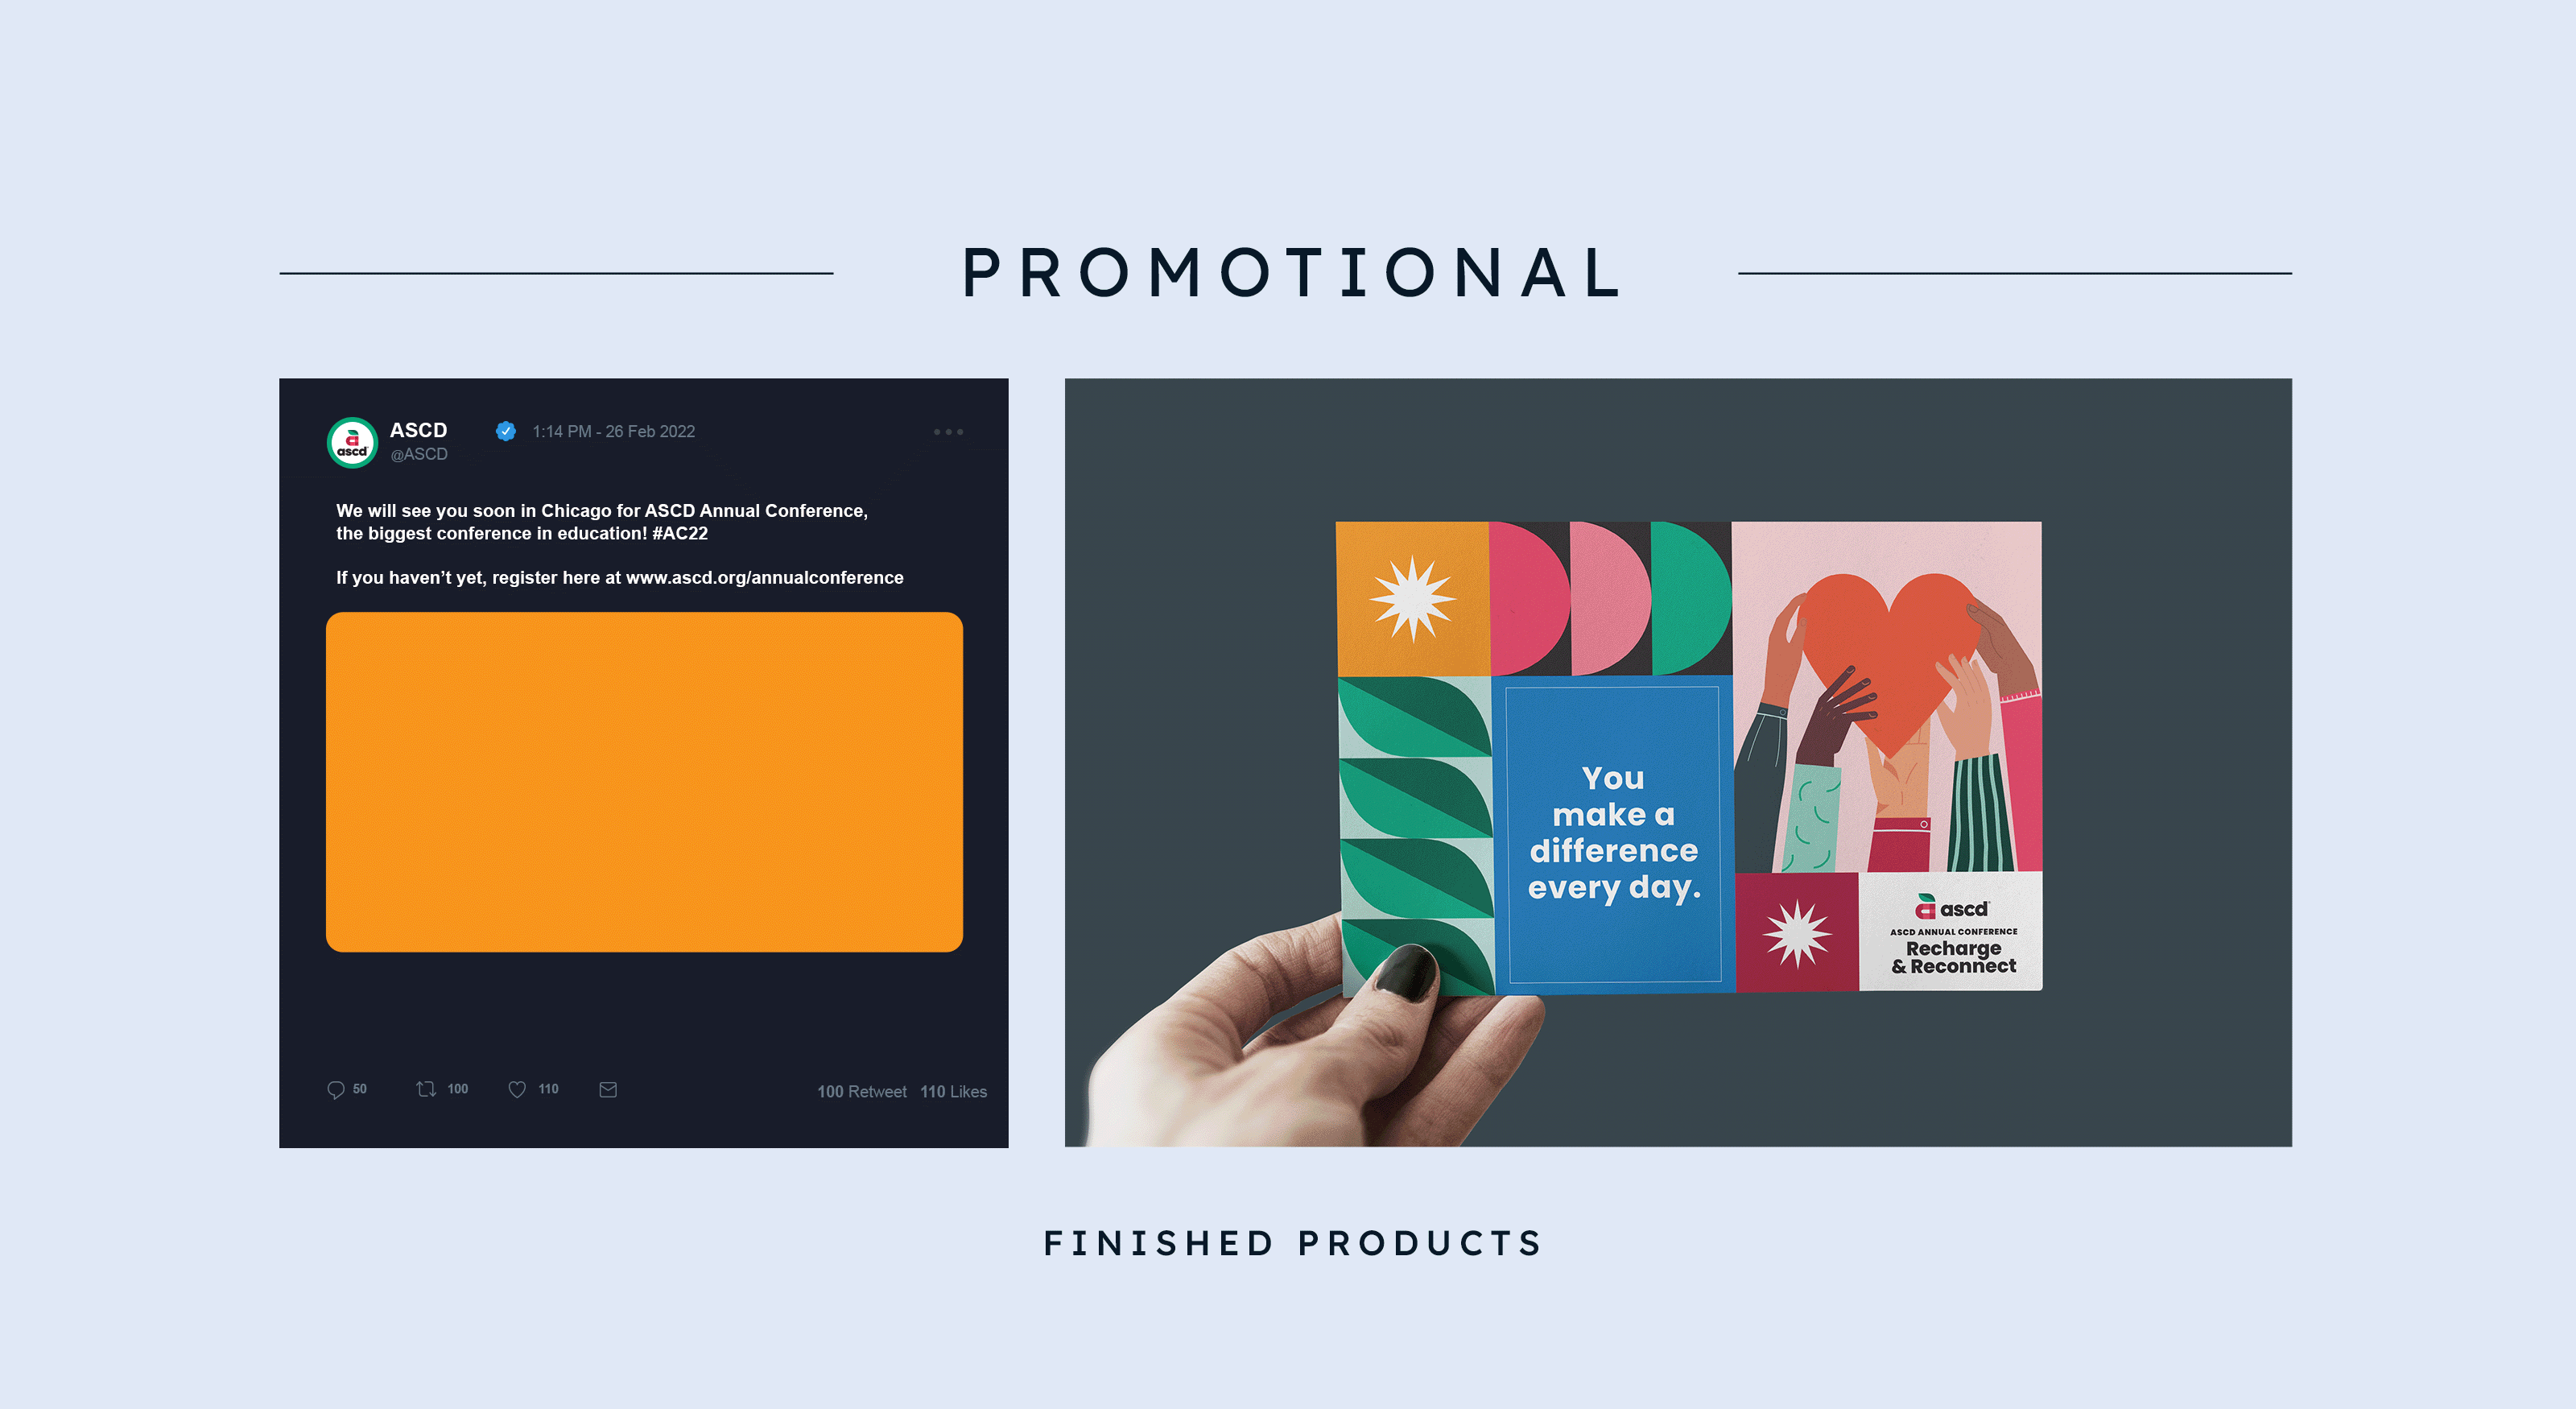 PROMOTIONAL
ascd
ASCD
1:14 PM - 26 Feb 2022
@ASCD
We will see you soon in Chicago for ASCD Annual Conference,
the biggest conference in education! #AC22
If you haven’t yet, register here at www.ascd.org/annualconference
50
100
110
100 Retweet 110 Likes
You
make a
difference
every day.
ascd
ASCD ANNUAL CONFERENCE
Recharge
& Reconnect
FINISHED PRODUCTS